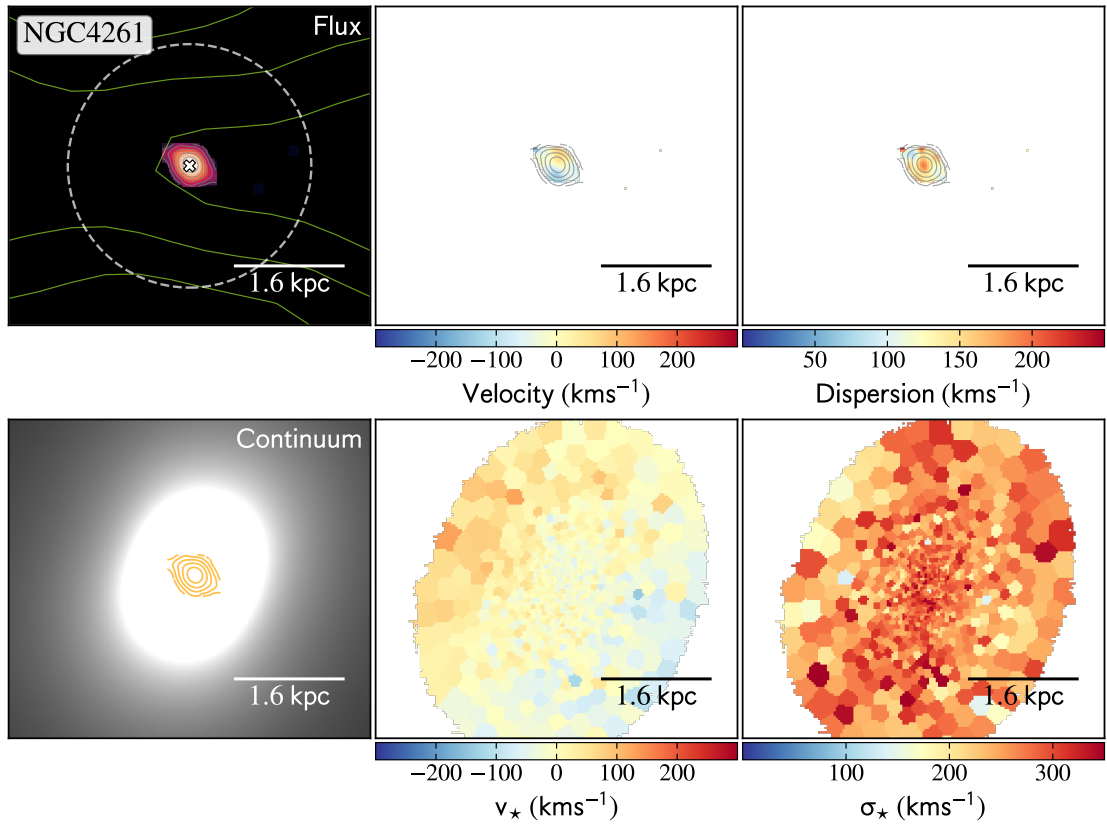 NGC4261
Flux
1.6 kpc
1.6 kpc
1.6 kpc
−200 −100 0 100 200
50 100 150 200
Velocity (kms⁻¹)
Dispersion (kms⁻¹)
Continuum
1.6 kpc
1.6 kpc
1.6 kpc
−200 −100 0 100 200
100 200 300
v⋆ (kms⁻¹)
σ⋆ (kms⁻¹)